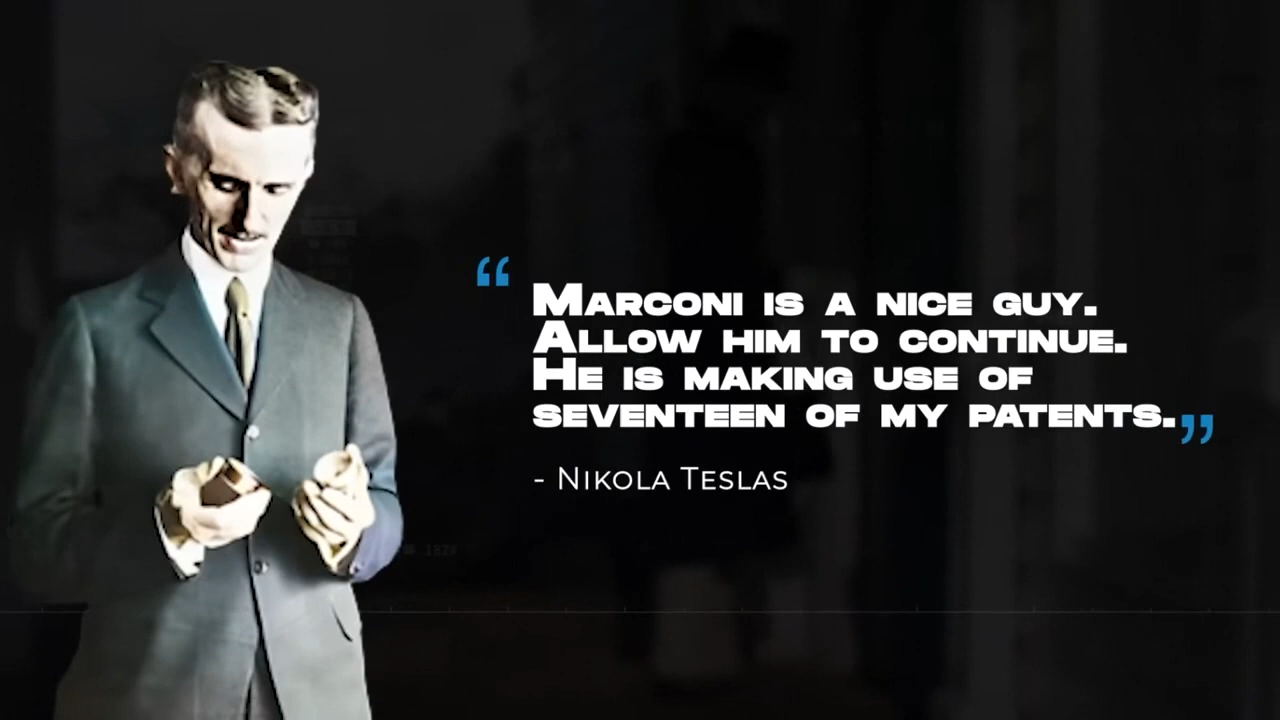 “Marconi is a nice guy.
Allow him to continue.
He is making use of
seventeen of my patents.”
- Nikola Teslas